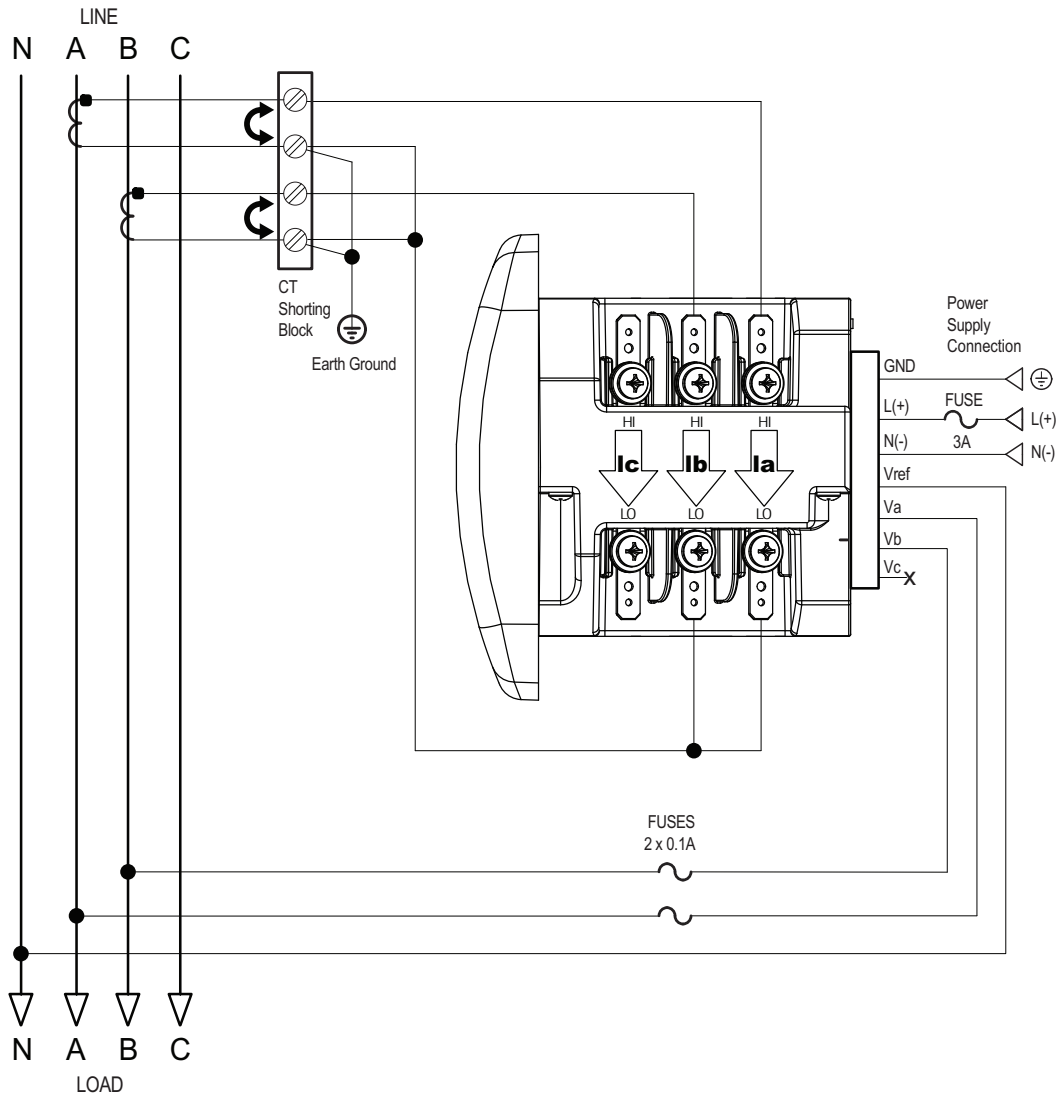 LINE
N A B C
CT
Shorting
Block
Earth Ground
Power
Supply
Connection
GND
L(+)
FUSE
L(+)
3A
N(-)
N(-)
Vref
Va
Vb
Vc
X
HI HI HI
Ic Ib Ia
LO LO LO
FUSES
2 x 0.1A
N A B C
LOAD